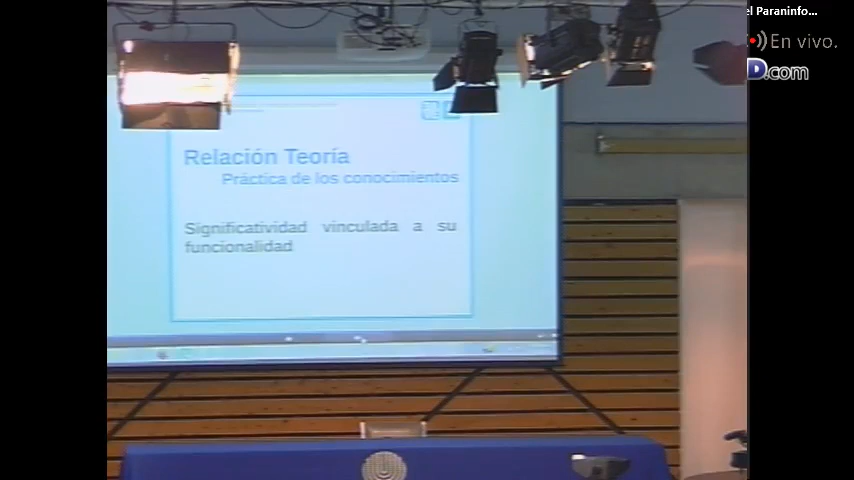 el Paraninfo...
En vivo.
D.com
Relación Teoría
Práctica de los conocimientos
Significatividad vinculada a su
funcionalidad